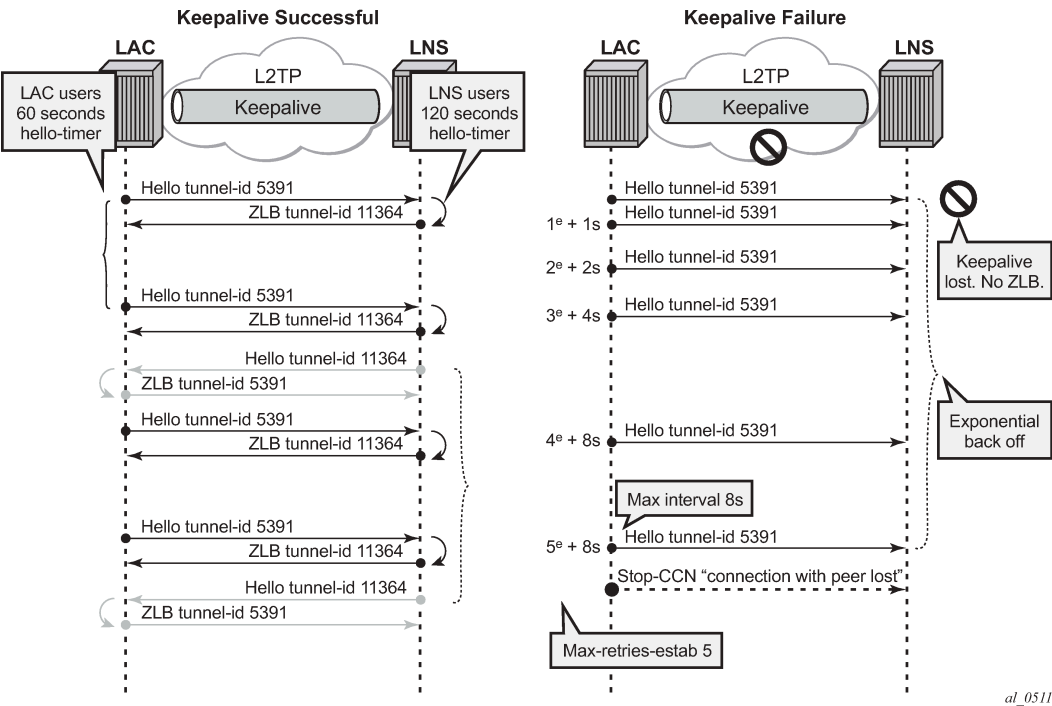 Keepalive Successful
LAC
LNS
L2TP
Keepalive
LAC users
60 seconds
hello-timer
LNS users
120 seconds
hello-timer
Hello tunnel-id 5391
ZLB tunnel-id 11364
Hello tunnel-id 5391
ZLB tunnel-id 11364
Hello tunnel-id 11364
ZLB tunnel-id 5391
Hello tunnel-id 5391
ZLB tunnel-id 11364
Hello tunnel-id 5391
ZLB tunnel-id 11364
Hello tunnel-id 11364
ZLB tunnel-id 5391
Keepalive Failure
LAC
LNS
L2TP
Keepalive
Hello tunnel-id 5391
1e + 1s
Hello tunnel-id 5391
2e + 2s
Hello tunnel-id 5391
3e + 4s
Hello tunnel-id 5391
4e + 8s
Hello tunnel-id 5391
Max interval 8s
5e + 8s
Hello tunnel-id 5391
Stop-CCN “connection with peer lost”
Max-retries-estab 5
Keepalive
lost. No ZLB.
Exponential
back off
al_0511